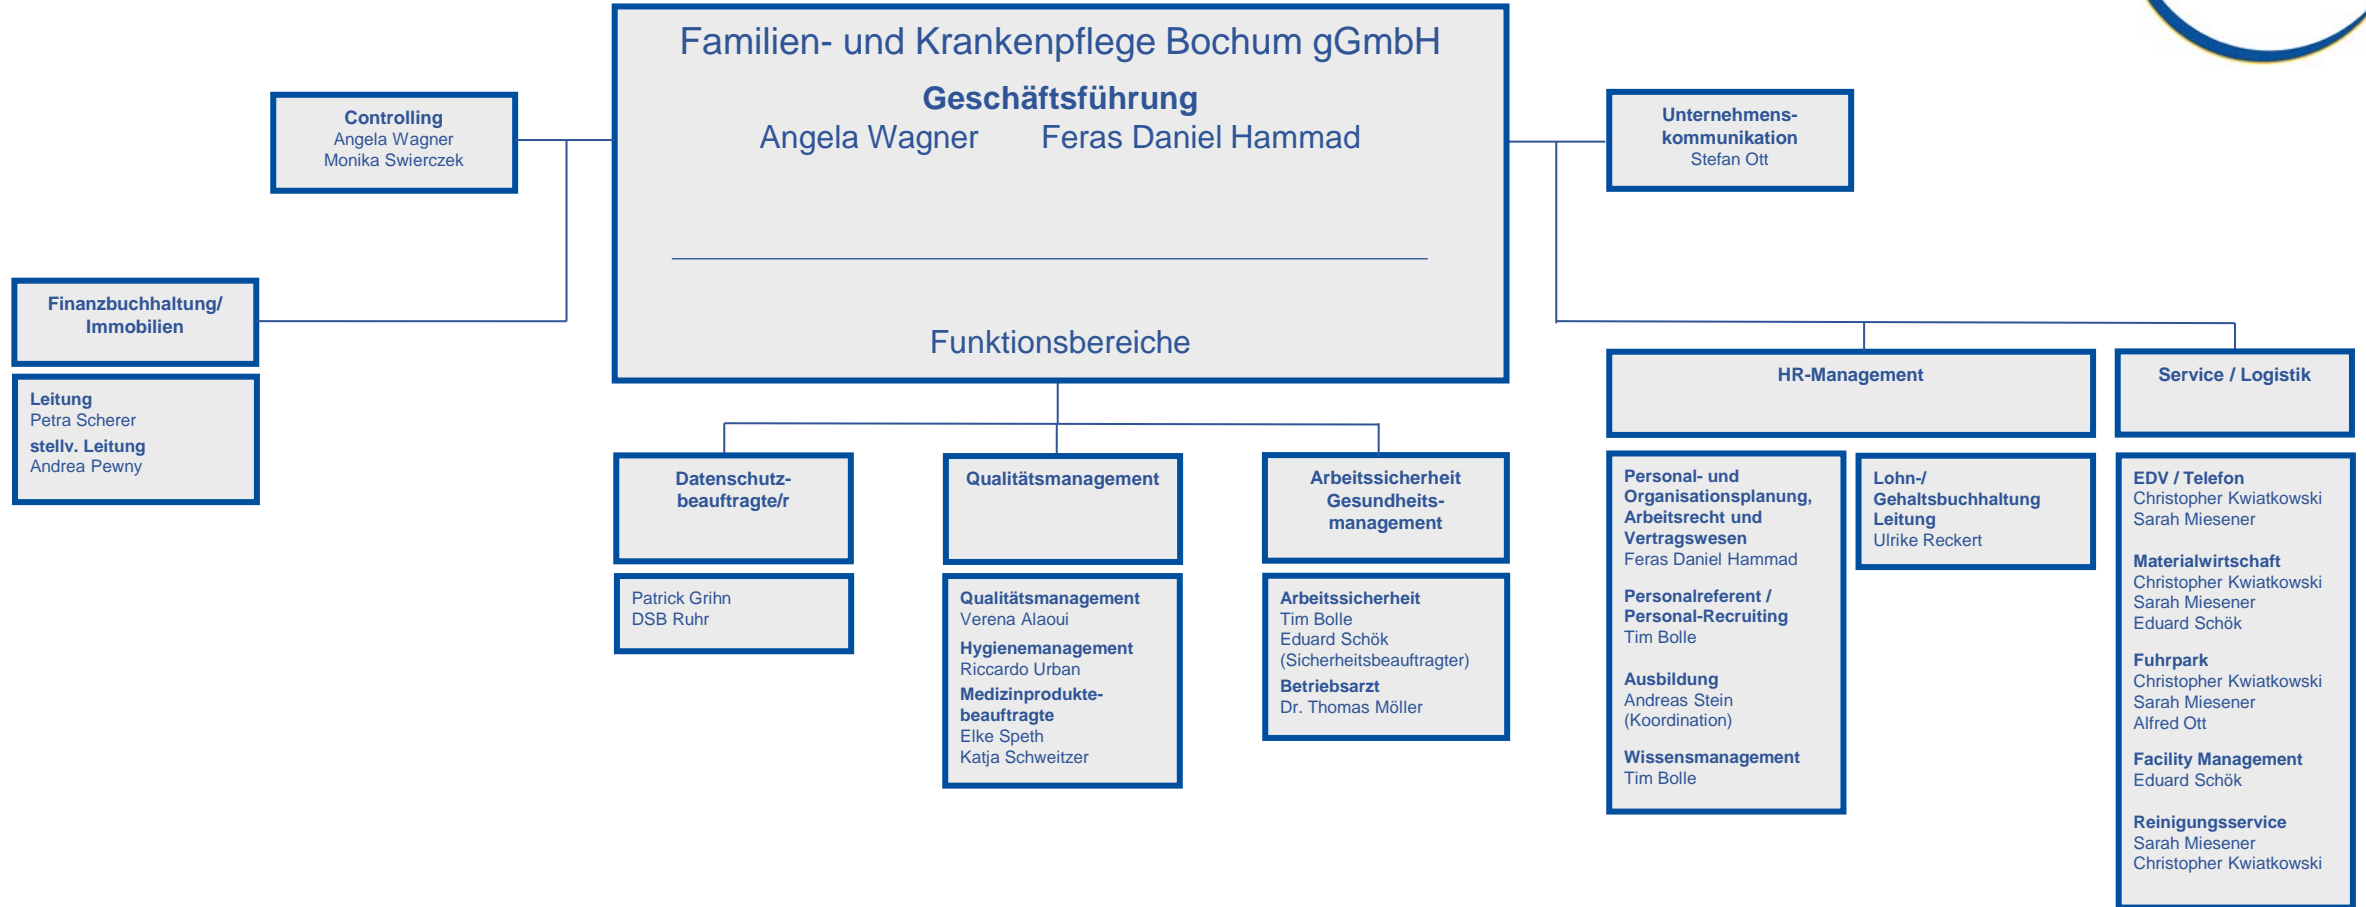 Familien- und Krankenpflege Bochum gGmbH
Geschäftsführung
Angela Wagner Feras Daniel Hammad
Funktionsbereiche
Controlling
Angela Wagner
Monika Swierczek
Unternehmens-
kommunikation
Stefan Ott
Finanzbuchhaltung/
Immobilien
Leitung
Petra Scherer
stellv. Leitung
Andrea Pewny
Datenschutz-
beauftragte/r
Patrick Grihn
DSB Ruhr
Qualitätsmanagement
Qualitätsmanagement
Verena Alaoui
Hygienemanagement
Riccardo Urban
Medizinprodukte-
beauftragte
Elke Speth
Katja Schweitzer
Arbeitssicherheit
Gesundheits-
management
Arbeitssicherheit
Tim Bolle
Eduard Schök
(Sicherheitsbeauftragter)
Betriebsarzt
Dr. Thomas Möller
HR-Management
Personal- und
Organisationsplanung,
Arbeitsrecht und
Vertragswesen
Feras Daniel Hammad
Personalreferent /
Personal-Recruiting
Tim Bolle
Ausbildung
Andreas Stein
(Koordination)
Wissensmanagement
Tim Bolle
Lohn-/
Gehaltsbuchhaltung
Leitung
Ulrike Reckert
Service / Logistik
EDV / Telefon
Christopher Kwiatkowski
Sarah Miesener
Materialwirtschaft
Christopher Kwiatkowski
Sarah Miesener
Eduard Schök
Fuhrpark
Christopher Kwiatkowski
Sarah Miesener
Alfred Ott
Facility Management
Eduard Schök
Reinigungsservice
Sarah Miesener
Christopher Kwiatkowski